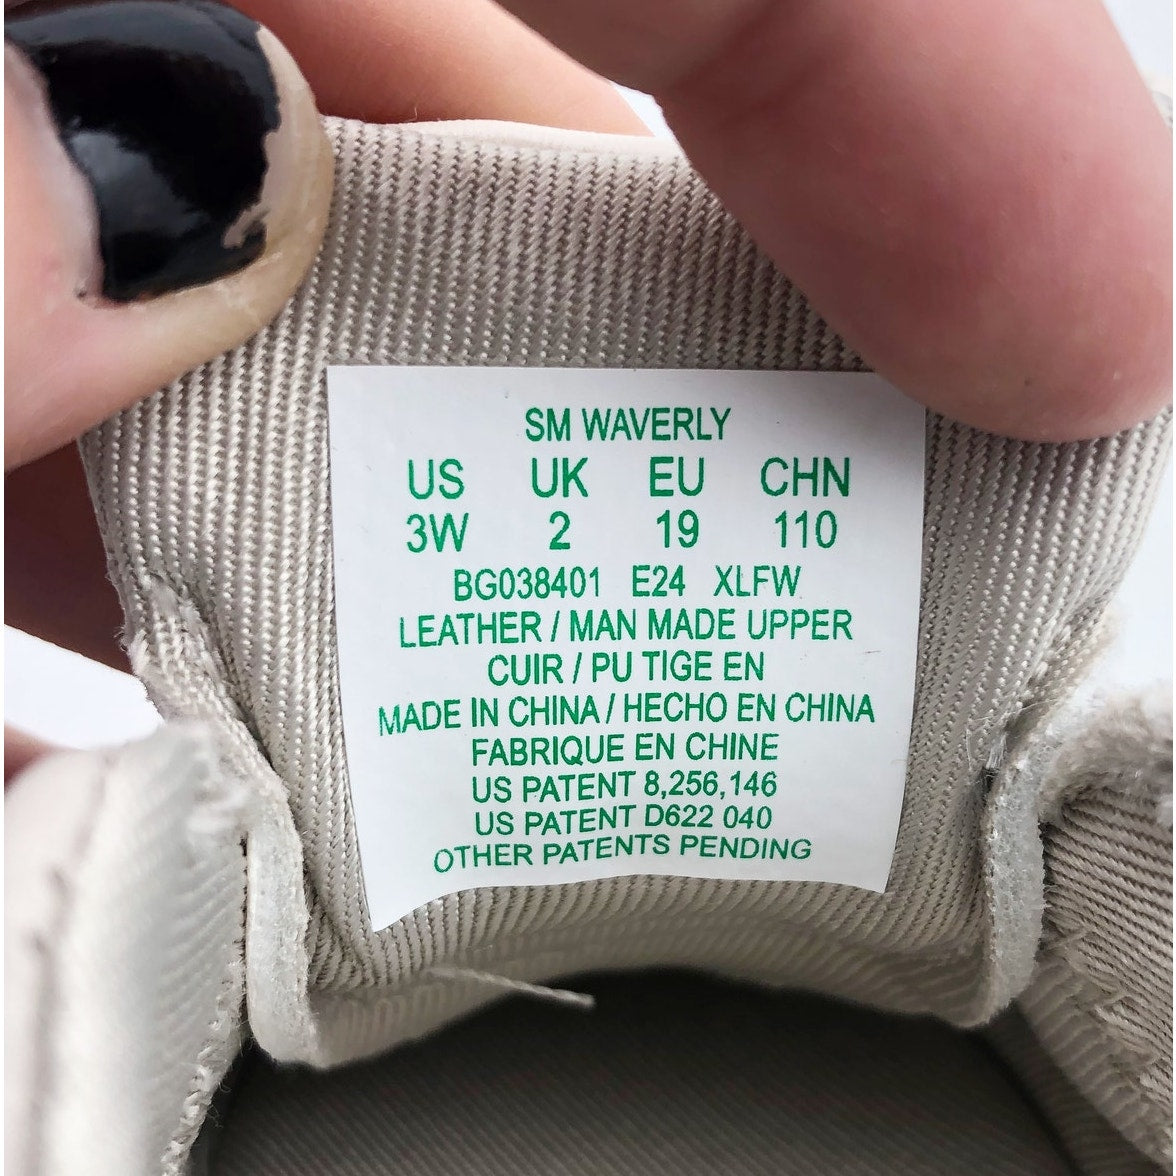 SM WAVERLY
US UK EU CHN
3W 2 19 110
BG038401 E24 XLFW
LEATHER / MAN MADE UPPER
CUIR / PU TIGE EN
MADE IN CHINA / HECHO EN CHINA
FABRIQUE EN CHINE
US PATENT 8,256,146
US PATENT D622 040
OTHER PATENTS PENDING